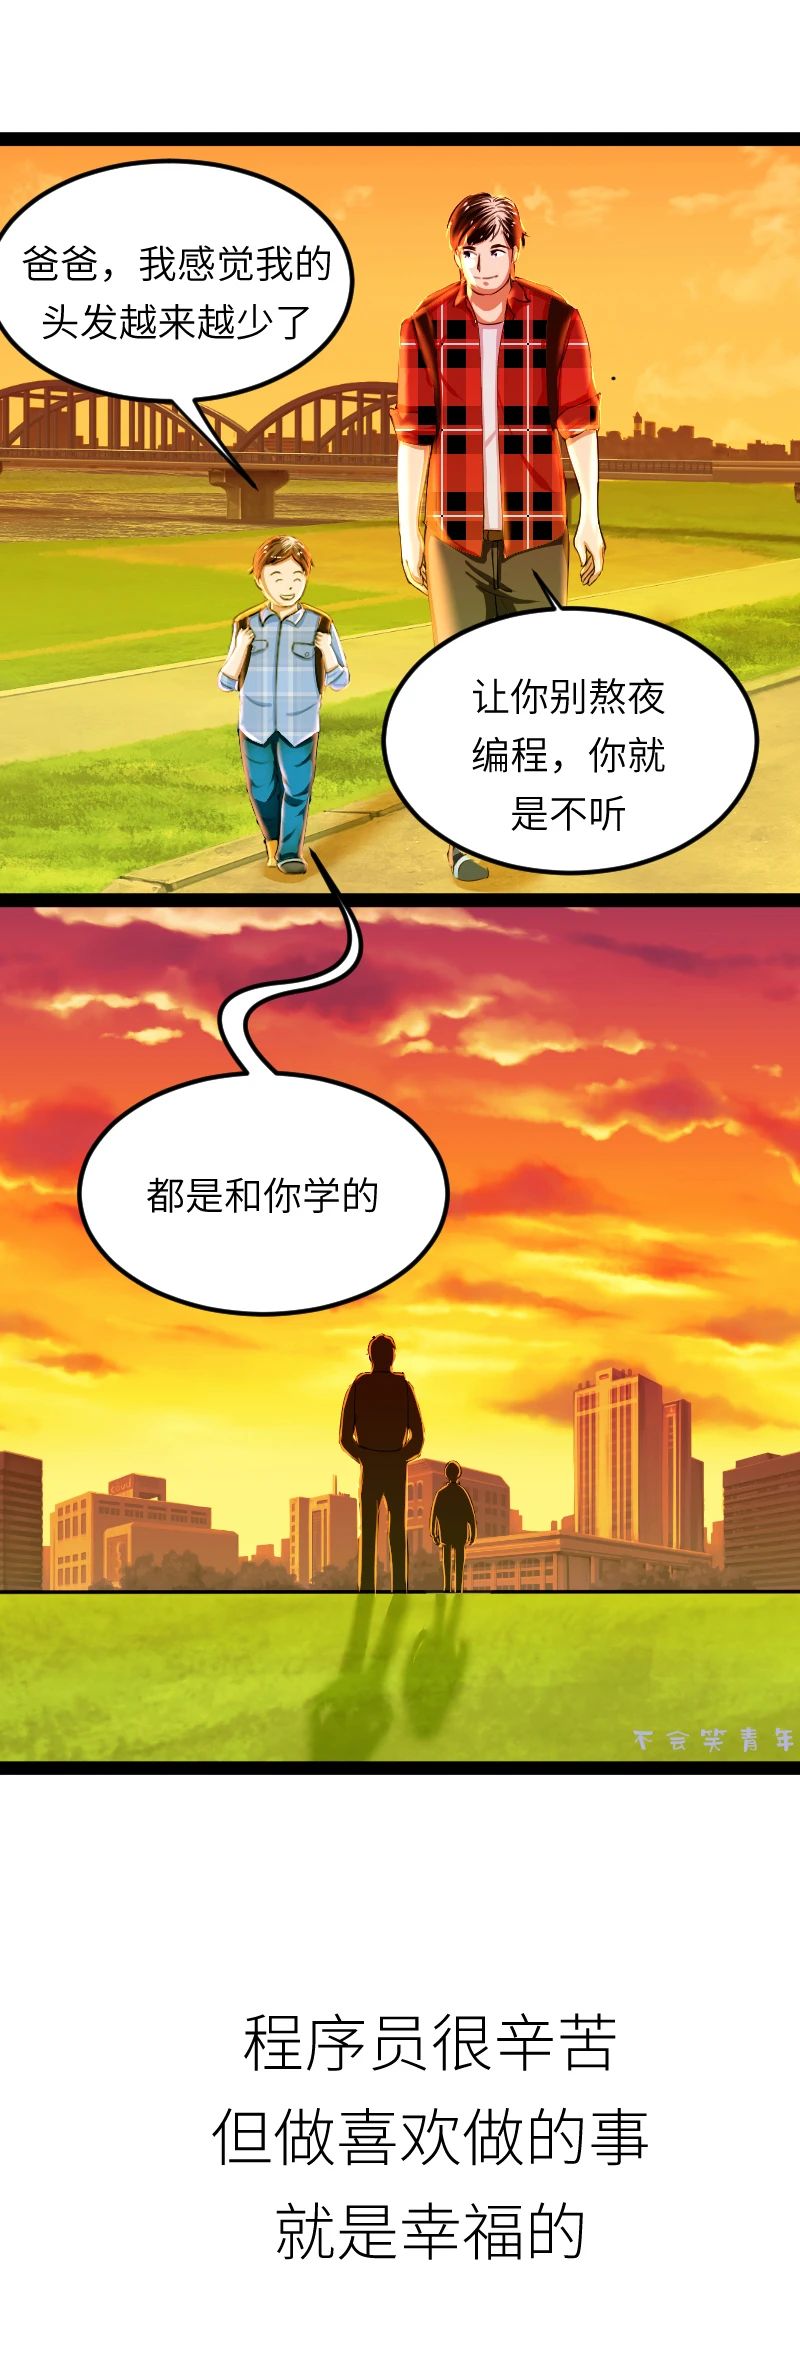 爸爸，我感觉我的
头发越来越少了
让你别熬夜
编程，你就
是不听
都是和你学的
不会笑青年
程序员很辛苦
但做喜欢做的事
就是幸福的